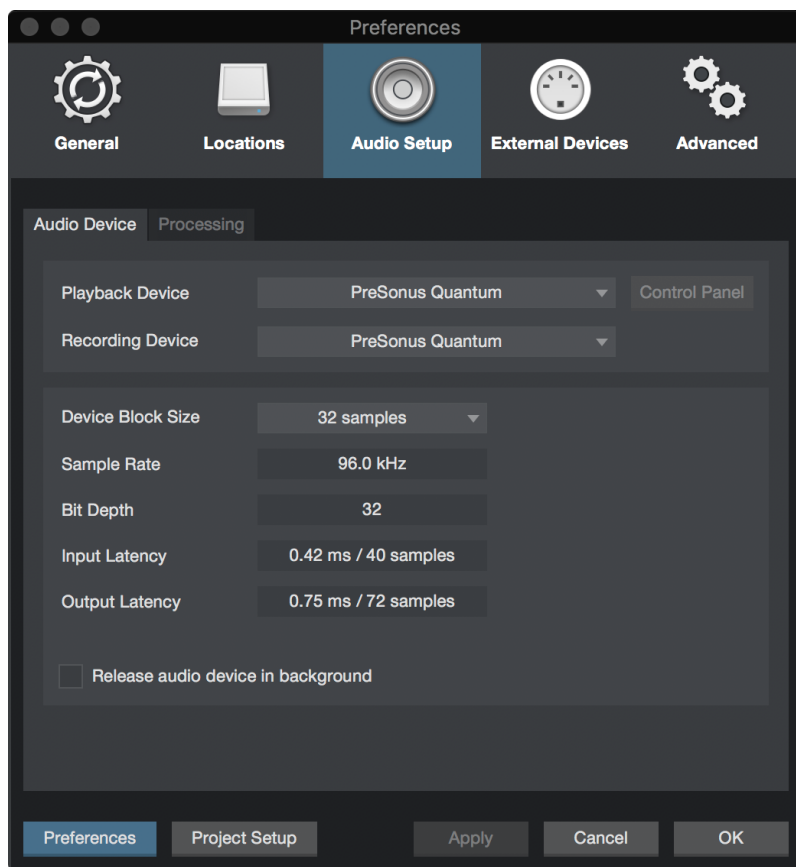 Preferences
General Locations Audio Setup External Devices Advanced
Audio Device Processing
Playback Device PreSonus Quantum Control Panel
Recording Device PreSonus Quantum
Device Block Size 32 samples
Sample Rate 96.0 kHz
Bit Depth 32
Input Latency 0.42 ms / 40 samples
Output Latency 0.75 ms / 72 samples
Release audio device in background
Preferences Project Setup Apply Cancel OK